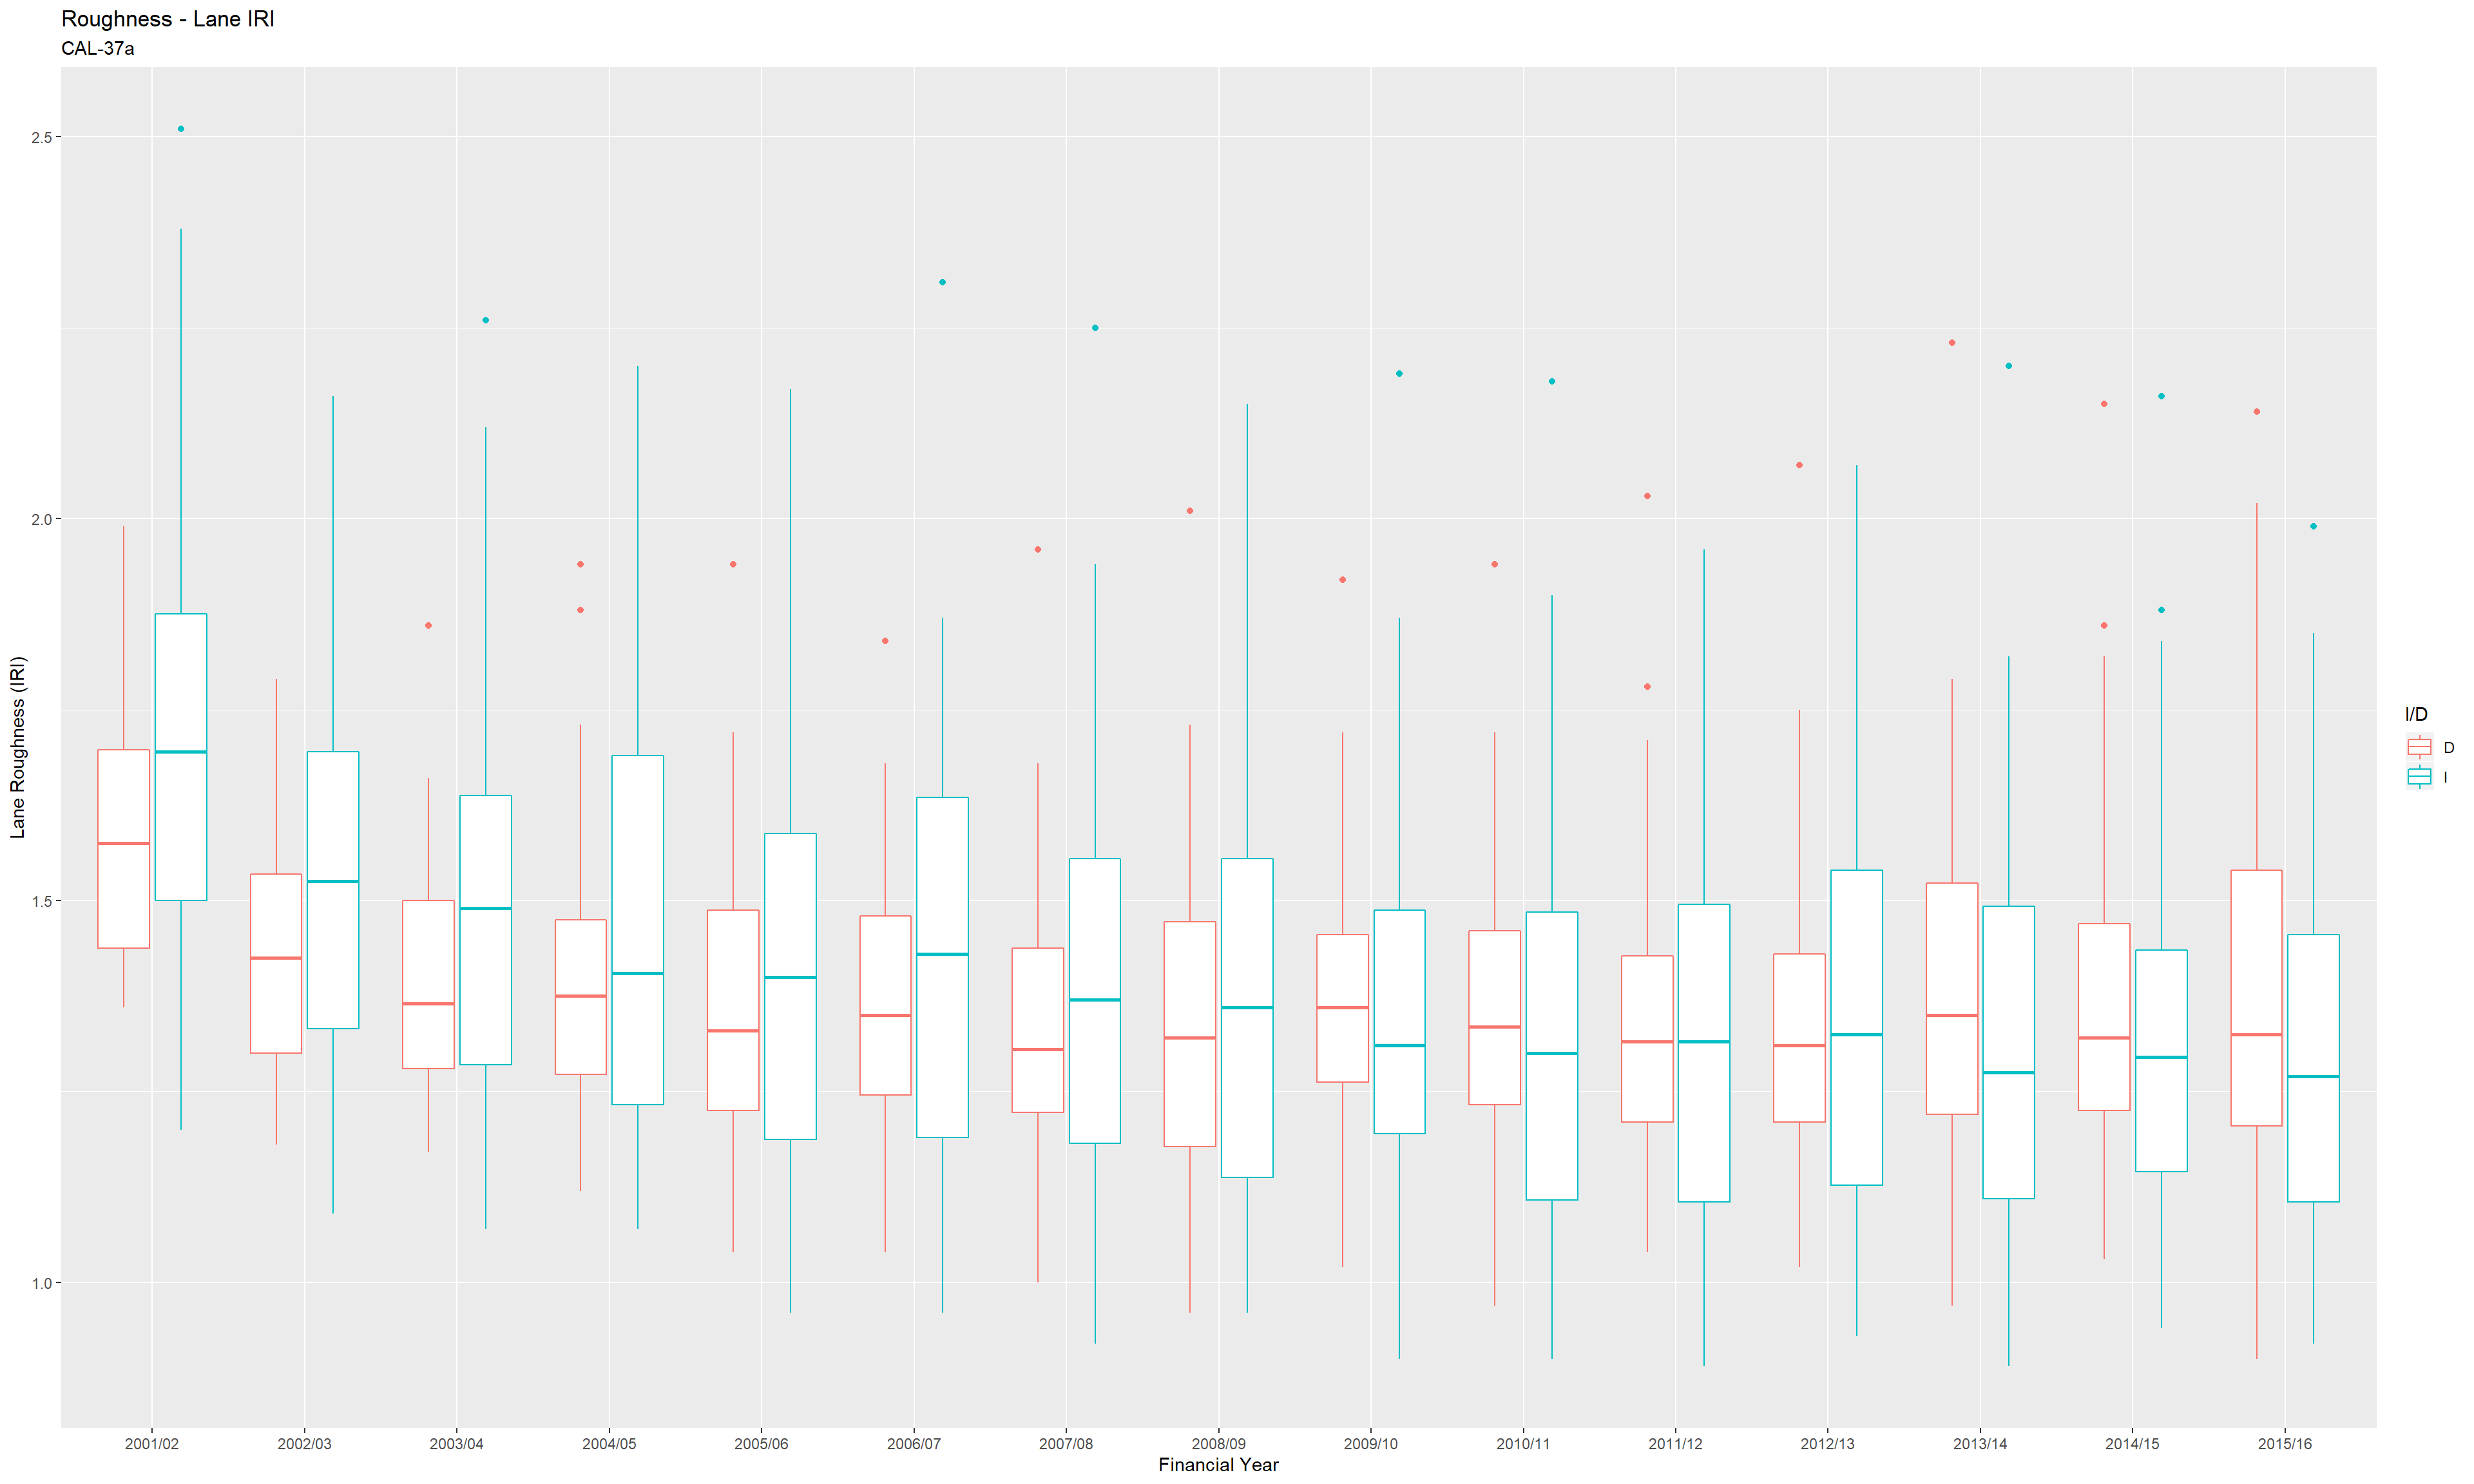 Roughness - Lane IRI
CAL-37a
Lane Roughness (IRI)
2.5
2.0
1.5
1.0
2001/02 2002/03 2003/04 2004/05 2005/06 2006/07 2007/08 2008/09 2009/10 2010/11 2011/12 2012/13 2013/14 2014/15 2015/16
Financial Year
I/D
D
I